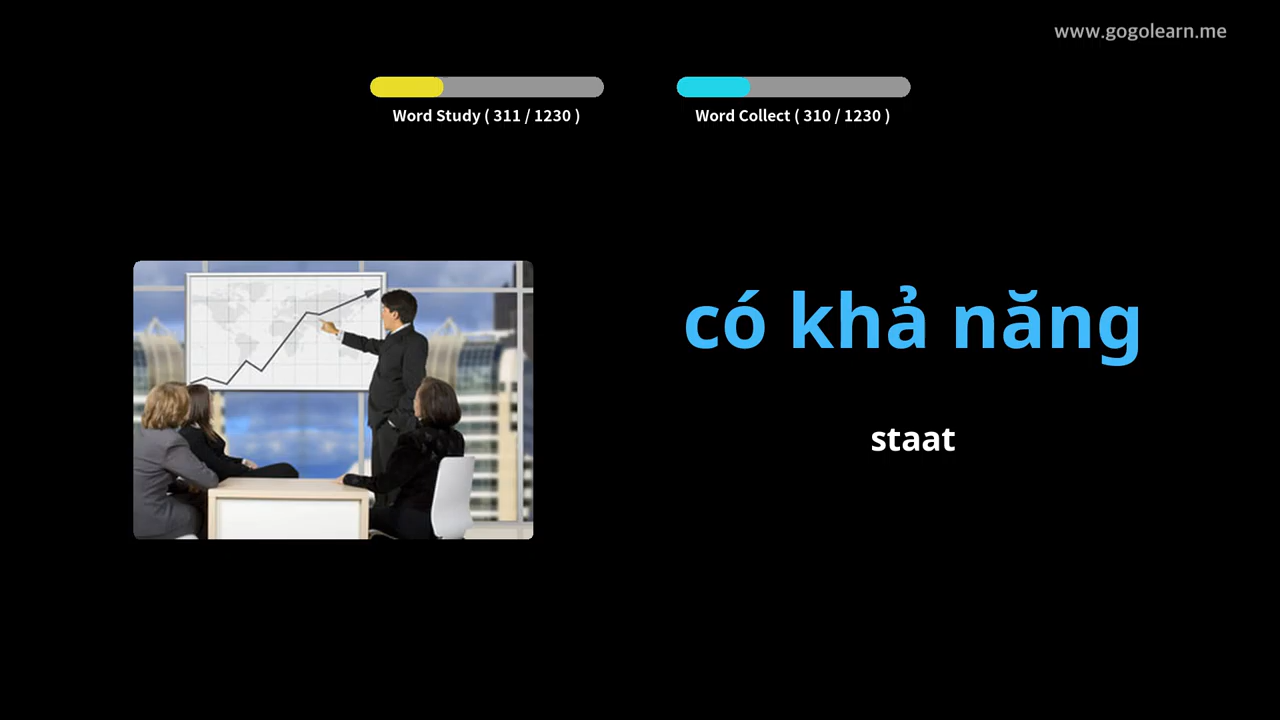 www.gogolearn.me
Word Study ( 311 / 1230 )
Word Collect ( 310 / 1230 )
có khả năng
staat